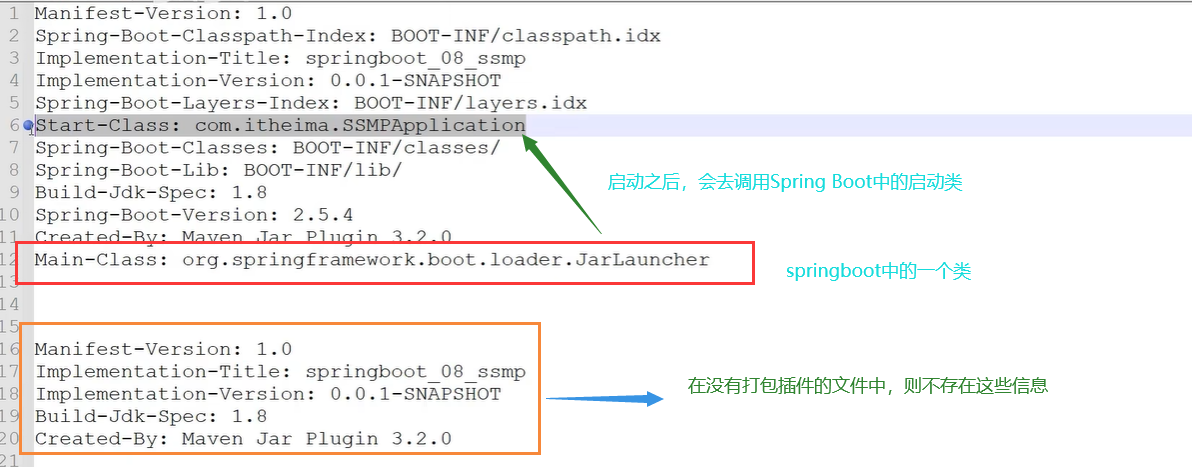 1 Manifest-Version: 1.0
2 Spring-Boot-Classpath-Index: BOOT-INF/classpath.idx
3 Implementation-Title: springboot_08_ssmp
4 Implementation-Version: 0.0.1-SNAPSHOT
5 Spring-Boot-Layers-Index: BOOT-INF/layers.idx
6 Start-Class: com.itheima.SSMPApplication
7 Spring-Boot-Classes: BOOT-INF/classes/
8 Spring-Boot-Lib: BOOT-INF/lib/
启动之后，会去调用Spring Boot中的启动类
9 Build-Jdk-Spec: 1.8
10 Spring-Boot-Version: 2.5.4
11 Created-By: Maven Jar Plugin 3.2.0
12 Main-Class: org.springframework.boot.loader.JarLauncher
springboot中的一个类
13
14
15
16 Manifest-Version: 1.0
17 Implementation-Title: springboot_08_ssmp
在没有打包插件的文件中，则不存在这些信息
18 Implementation-Version: 0.0.1-SNAPSHOT
19 Build-Jdk-Spec: 1.8
20 Created-By: Maven Jar Plugin 3.2.0
21